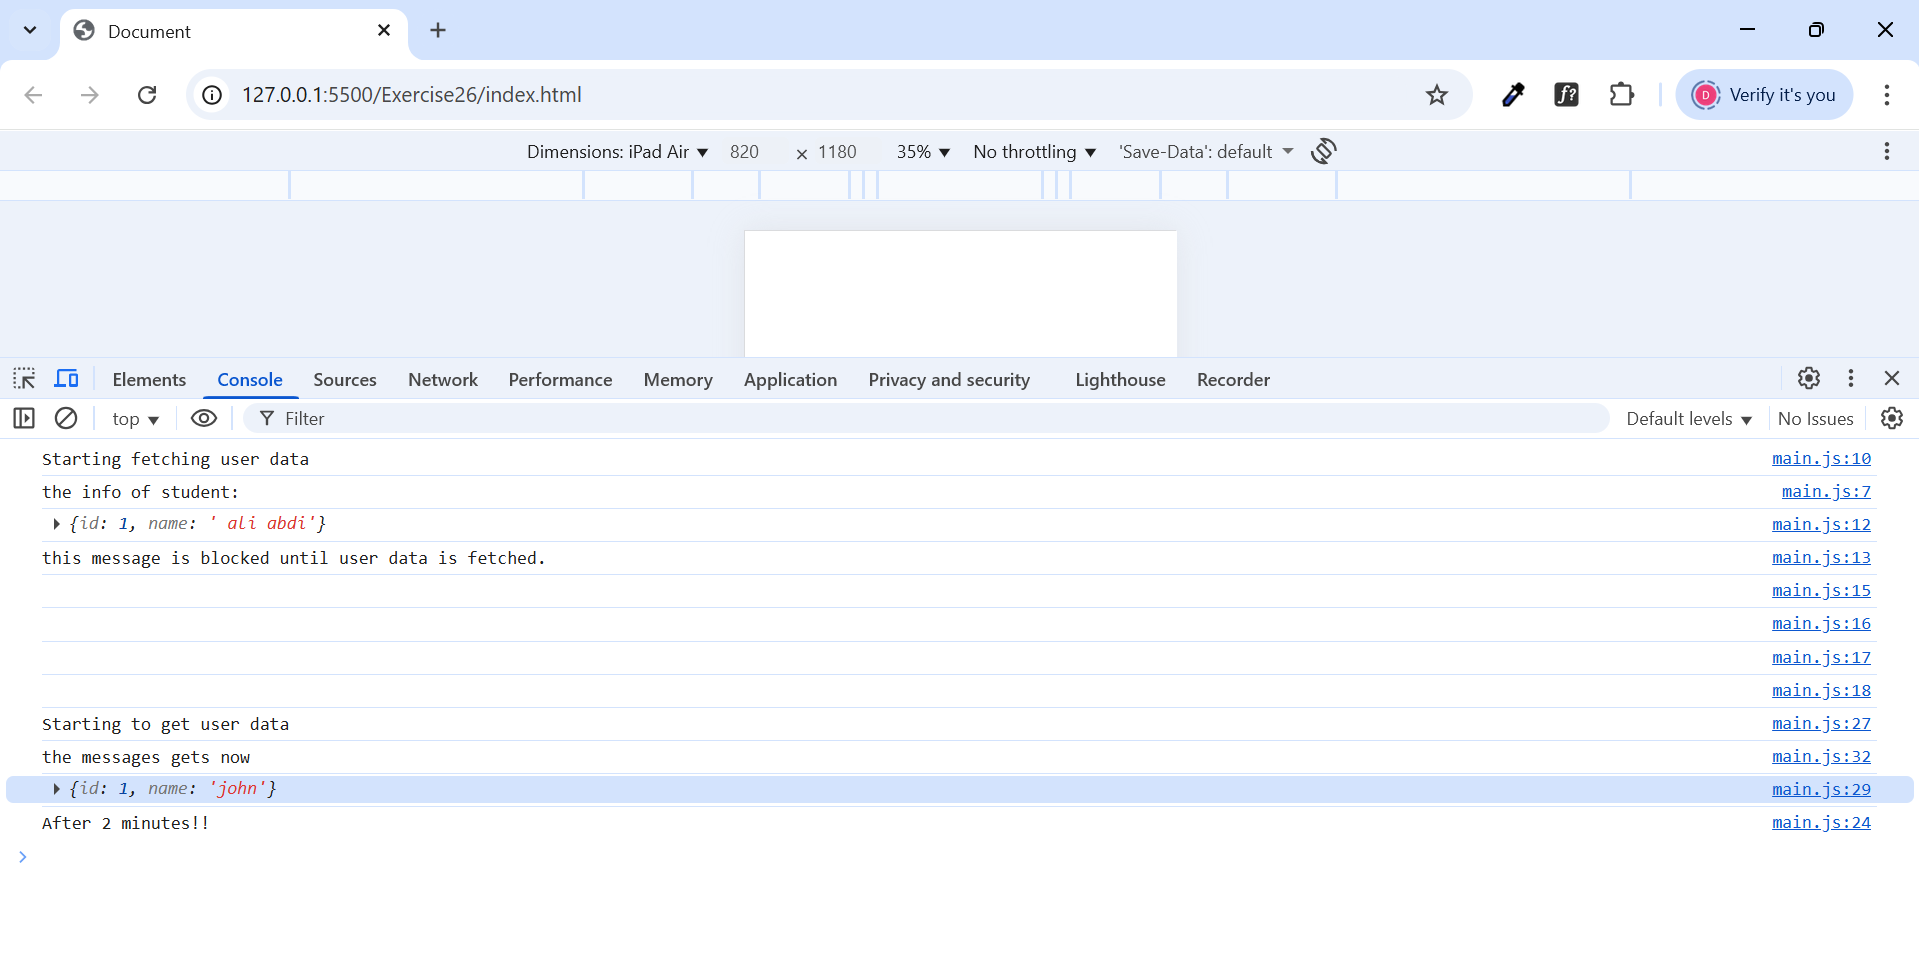 Document
127.0.0.1:5500/Exercise26/index.html
Verify it's you
D
Dimensions: iPad Air ▼ 820 × 1180 35% ▼ No throttling ▼ 'Save-Data': default
Elements Console Sources Network Performance Memory Application Privacy and security Lighthouse Recorder
top ▼ Filter Default levels ▼ No Issues
Starting fetching user data main.js:10
the info of student: main.js:7
{id: 1, name: ' ali abdi'} main.js:12
this message is blocked until user data is fetched. main.js:13
main.js:15
main.js:16
main.js:17
main.js:18
Starting to get user data main.js:27
the messages gets now main.js:32
{id: 1, name: 'john'} main.js:29
After 2 minutes!! main.js:24